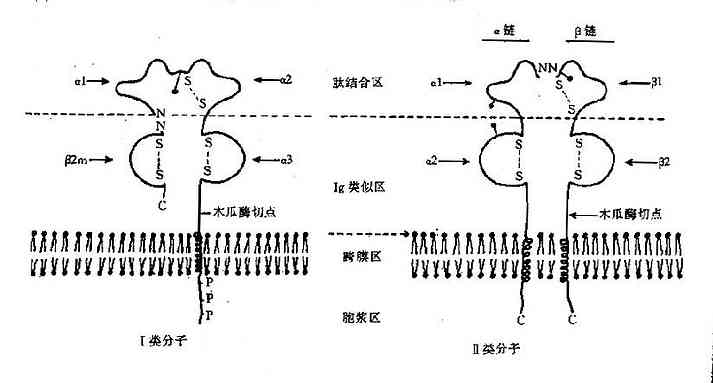 α链 β链
NN
α1 S S α2 肽结合区 α1 S S β1
N
N
β2m S S S S α3 α2 S S S S β2
Ig类似区
C
木瓜酶切点 木瓜酶切点
跨膜区
P
P
P
胞浆区 C C
Ⅰ类分子 Ⅱ类分子